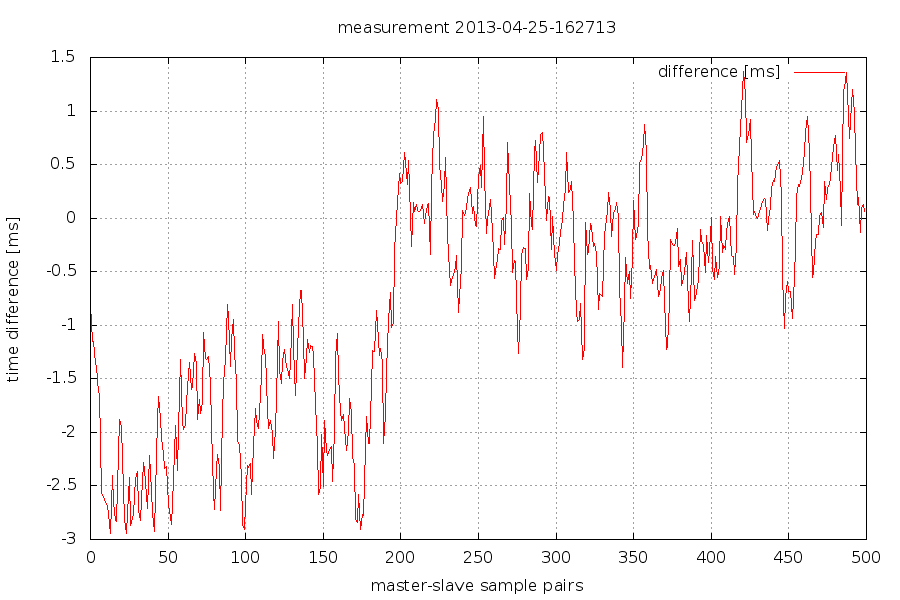 measurement 2013-04-25-162713
difference [ms]
time difference [ms]
1.5
1
0.5
0
-0.5
-1
-1.5
-2
-2.5
-3
0 50 100 150 200 250 300 350 400 450 500
master-slave sample pairs